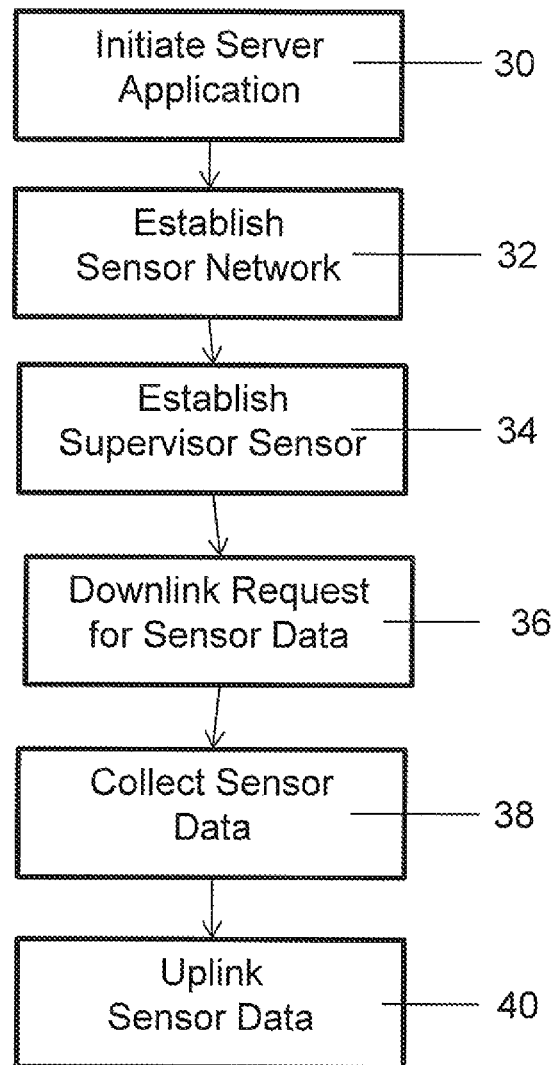 Initiate Server
Application
30
Establish
Sensor Network
32
Establish
Supervisor Sensor
34
Downlink Request
for Sensor Data
36
Collect Sensor
Data
38
Uplink
Sensor Data
40